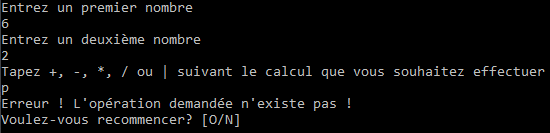 Entrez un premier nombre
6
Entrez un deuxième nombre
2
Tapez +, -, *, / ou | suivant le calcul que vous souhaitez effectuer
p
Erreur ! L'opération demandée n'existe pas !
Voulez-vous recommencer? [O/N]